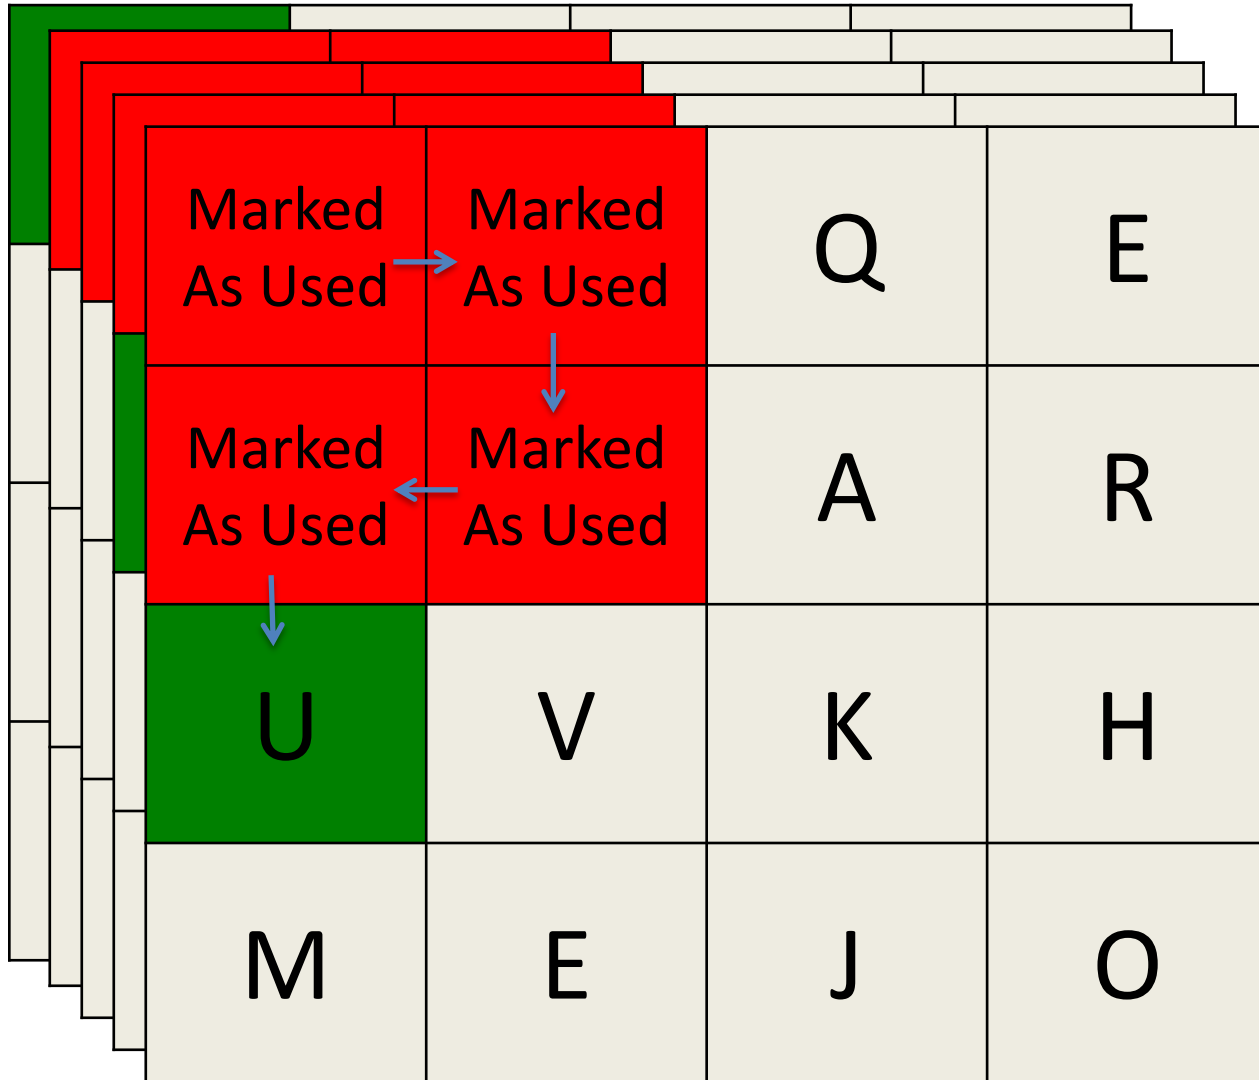 Marked
As Used
Marked
As Used
Q
E
Marked
As Used
Marked
As Used
A
R
U
V
K
H
M
E
J
O